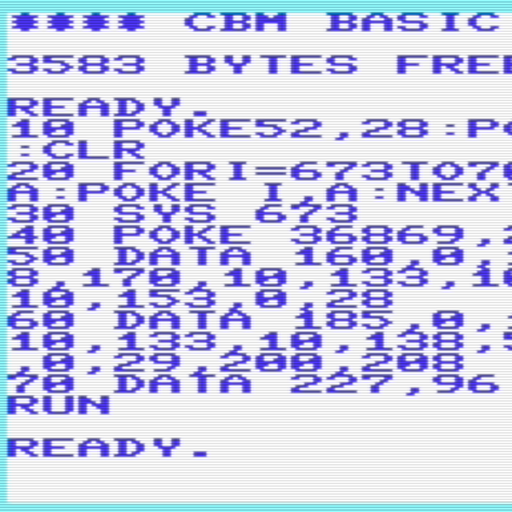 **** CBM BASIC
3583 BYTES FREE
READY.
10 POKE52,28:PO
:CLR
20 FORI=673TO70
A:POKE I,A:NEXT
30 SYS 673
40 POKE 36869,2
50 DATA 160,0,1
8,170,10,133,10
10,153,0,28
60 DATA 185,0,1
10,133,10,138,5
,0,29,200,208
70 DATA 227,96
RUN
READY.